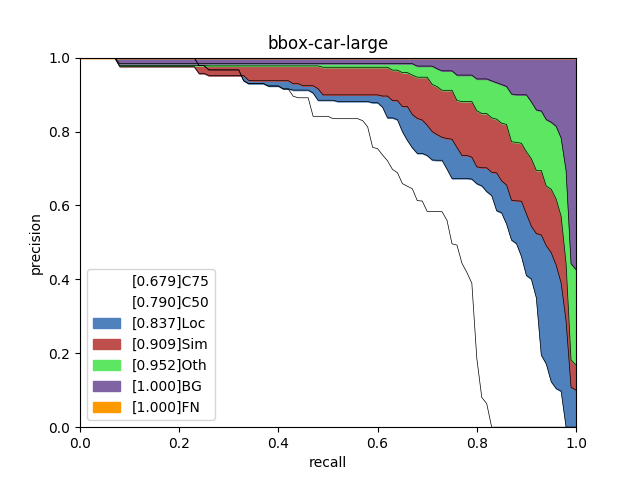 bbox-car-large
1.0
0.8
0.6
0.4
0.2
0.0
precision
[0.679]C75
[0.790]C50
[0.837]Loc
[0.909]Sim
[0.952]Oth
[1.000]BG
[1.000]FN
0.0 0.2 0.4 0.6 0.8 1.0
recall